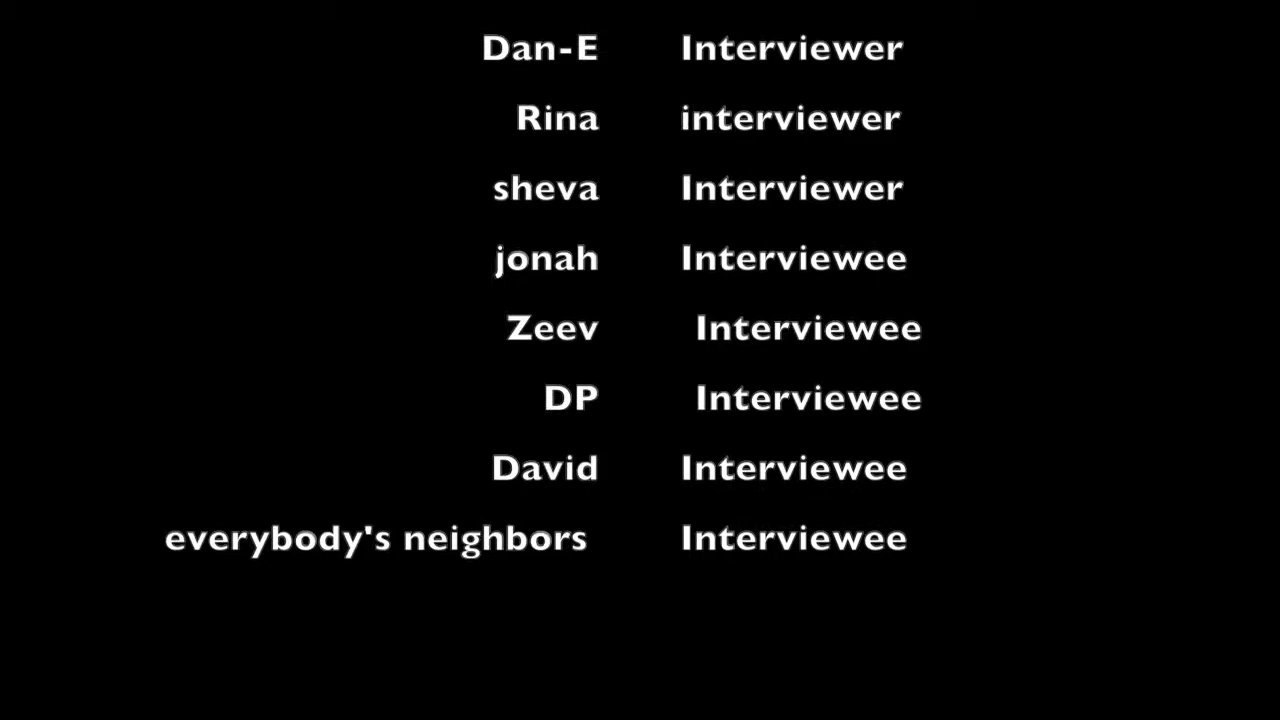 Dan-E Interviewer
Rina interviewer
sheva Interviewer
jonah Interviewee
Zeev Interviewee
DP Interviewee
David Interviewee
everybody's neighbors Interviewee